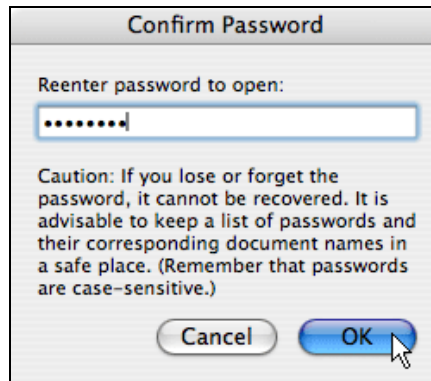 Confirm Password
Reenter password to open:
••••••••
Caution: If you lose or forget the
password, it cannot be recovered. It is
advisable to keep a list of passwords and
their corresponding document names in
a safe place. (Remember that passwords
are case-sensitive.)
Cancel OK